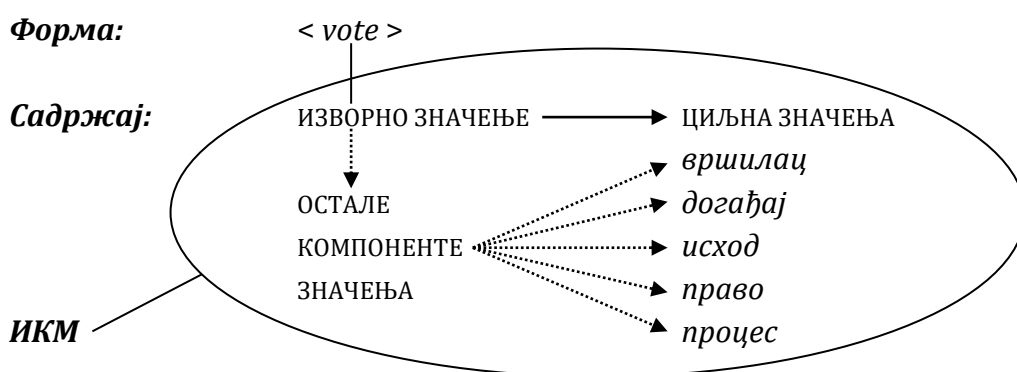 Форма: < vote >
Садржај: ИЗВОРНО ЗНАЧЕЊЕ ЦИЉНА ЗНАЧЕЊА
вршилац
ОСТАЛЕ догађај
КОМПОНЕНТЕ исход
ЗНАЧЕЊА право
ИКМ процес